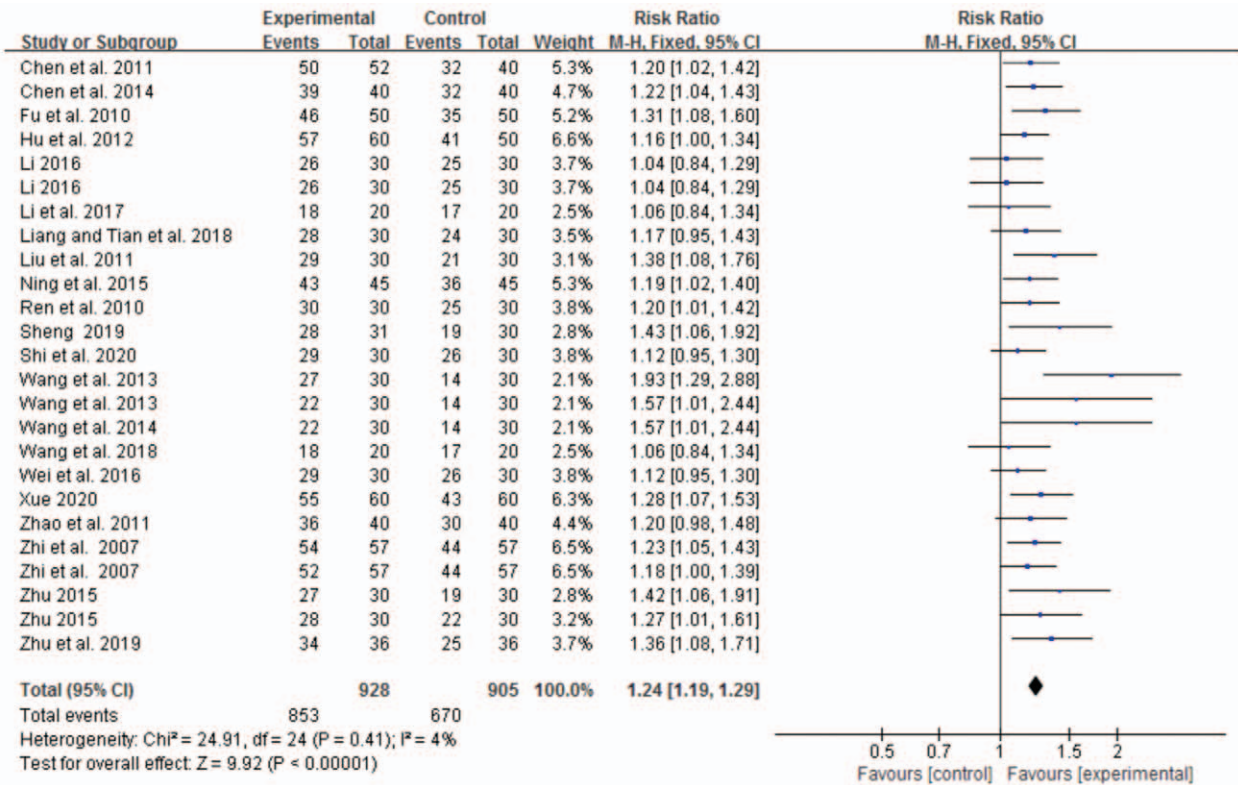 Experimental Control Risk Ratio Risk Ratio
Study or Subgroup Events Total Events Total Weight M-H, Fixed, 95% CI M-H, Fixed, 95% CI
Chen et al. 2011 50 52 32 40 5.3% 1.20 [1.02, 1.42]
Chen et al. 2014 39 40 32 40 4.7% 1.22 [1.04, 1.43]
Fu et al. 2010 46 50 35 50 5.2% 1.31 [1.08, 1.60]
Hu et al. 2012 57 60 41 50 6.6% 1.16 [1.00, 1.34]
Li 2016 26 30 25 30 3.7% 1.04 [0.84, 1.29]
Li 2016 26 30 25 30 3.7% 1.04 [0.84, 1.29]
Li et al. 2017 18 20 17 20 2.5% 1.06 [0.84, 1.34]
Liang and Tian et al. 2018 28 30 24 30 3.5% 1.17 [0.95, 1.43]
Liu et al. 2011 29 30 21 30 3.1% 1.38 [1.08, 1.76]
Ning et al. 2015 43 45 36 45 5.3% 1.19 [1.02, 1.40]
Ren et al. 2010 30 30 25 30 3.8% 1.20 [1.01, 1.42]
Sheng 2019 28 31 19 30 2.8% 1.43 [1.06, 1.92]
Shi et al. 2020 29 30 26 30 3.8% 1.12 [0.95, 1.30]
Wang et al. 2013 27 30 14 30 2.1% 1.93 [1.29, 2.88]
Wang et al. 2013 22 30 14 30 2.1% 1.57 [1.01, 2.44]
Wang et al. 2014 22 30 14 30 2.1% 1.57 [1.01, 2.44]
Wang et al. 2018 18 20 17 20 2.5% 1.06 [0.84, 1.34]
Wei et al. 2016 29 30 26 30 3.8% 1.12 [0.95, 1.30]
Xue 2020 55 60 43 60 6.3% 1.28 [1.07, 1.53]
Zhao et al. 2011 36 40 30 40 4.4% 1.20 [0.98, 1.48]
Zhi et al. 2007 54 57 44 57 6.5% 1.23 [1.05, 1.43]
Zhi et al. 2007 52 57 44 57 6.5% 1.18 [1.00, 1.39]
Zhu 2015 27 30 19 30 2.8% 1.42 [1.06, 1.91]
Zhu 2015 28 30 22 30 3.2% 1.27 [1.01, 1.61]
Zhu et al. 2019 34 36 25 36 3.7% 1.36 [1.08, 1.71]
Total (95% CI) 928 905 100.0% 1.24 [1.19, 1.29]
Total events 853 670
Heterogeneity: Chi² = 24.91, df = 24 (P = 0.41); I² = 4%
Test for overall effect: Z = 9.92 (P < 0.00001)
0.5 0.7 1 1.5 2
Favours [control] Favours [experimental]